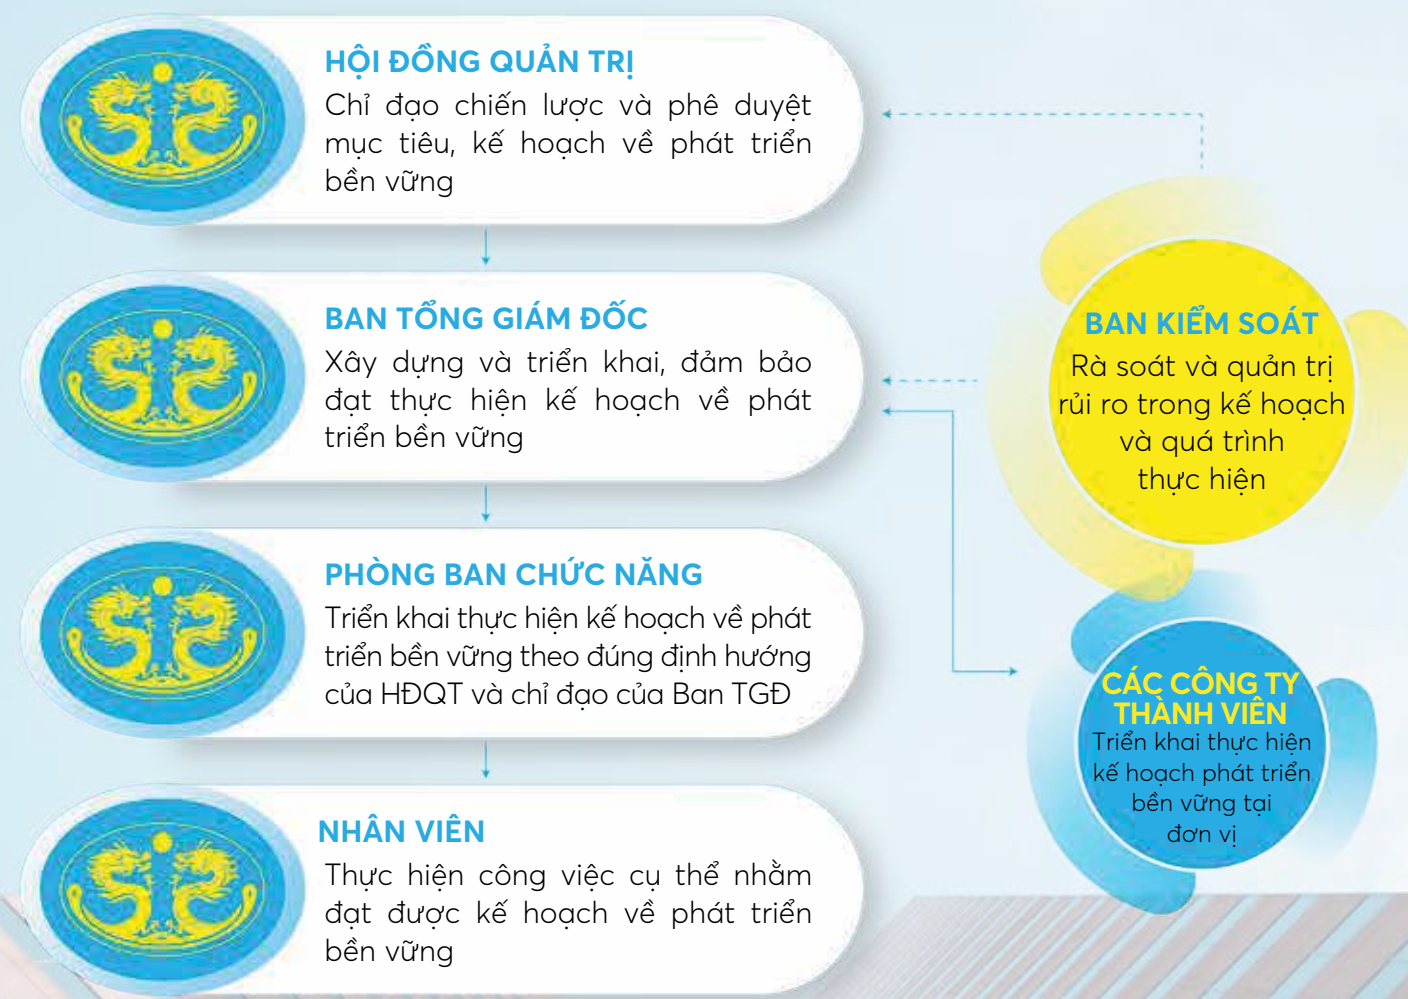 HỘI ĐỒNG QUẢN TRỊ
Chỉ đạo chiến lược và phê duyệt
mục tiêu, kế hoạch về phát triển
bền vững
BAN TỔNG GIÁM ĐỐC
Xây dựng và triển khai, đảm bảo
đạt thực hiện kế hoạch về phát
triển bền vững
PHÒNG BAN CHỨC NĂNG
Triển khai thực hiện kế hoạch về phát
triển bền vững theo đúng định hướng
của HĐQT và chỉ đạo của Ban TGĐ
NHÂN VIÊN
Thực hiện công việc cụ thể nhằm
đạt được kế hoạch về phát triển
bền vững
BAN KIỂM SOÁT
Rà soát và quản trị
rủi ro trong kế hoạch
và quá trình
thực hiện
CÁC CÔNG TY
THÀNH VIÊN
Triển khai thực hiện
kế hoạch phát triển
bền vững tại
đơn vị